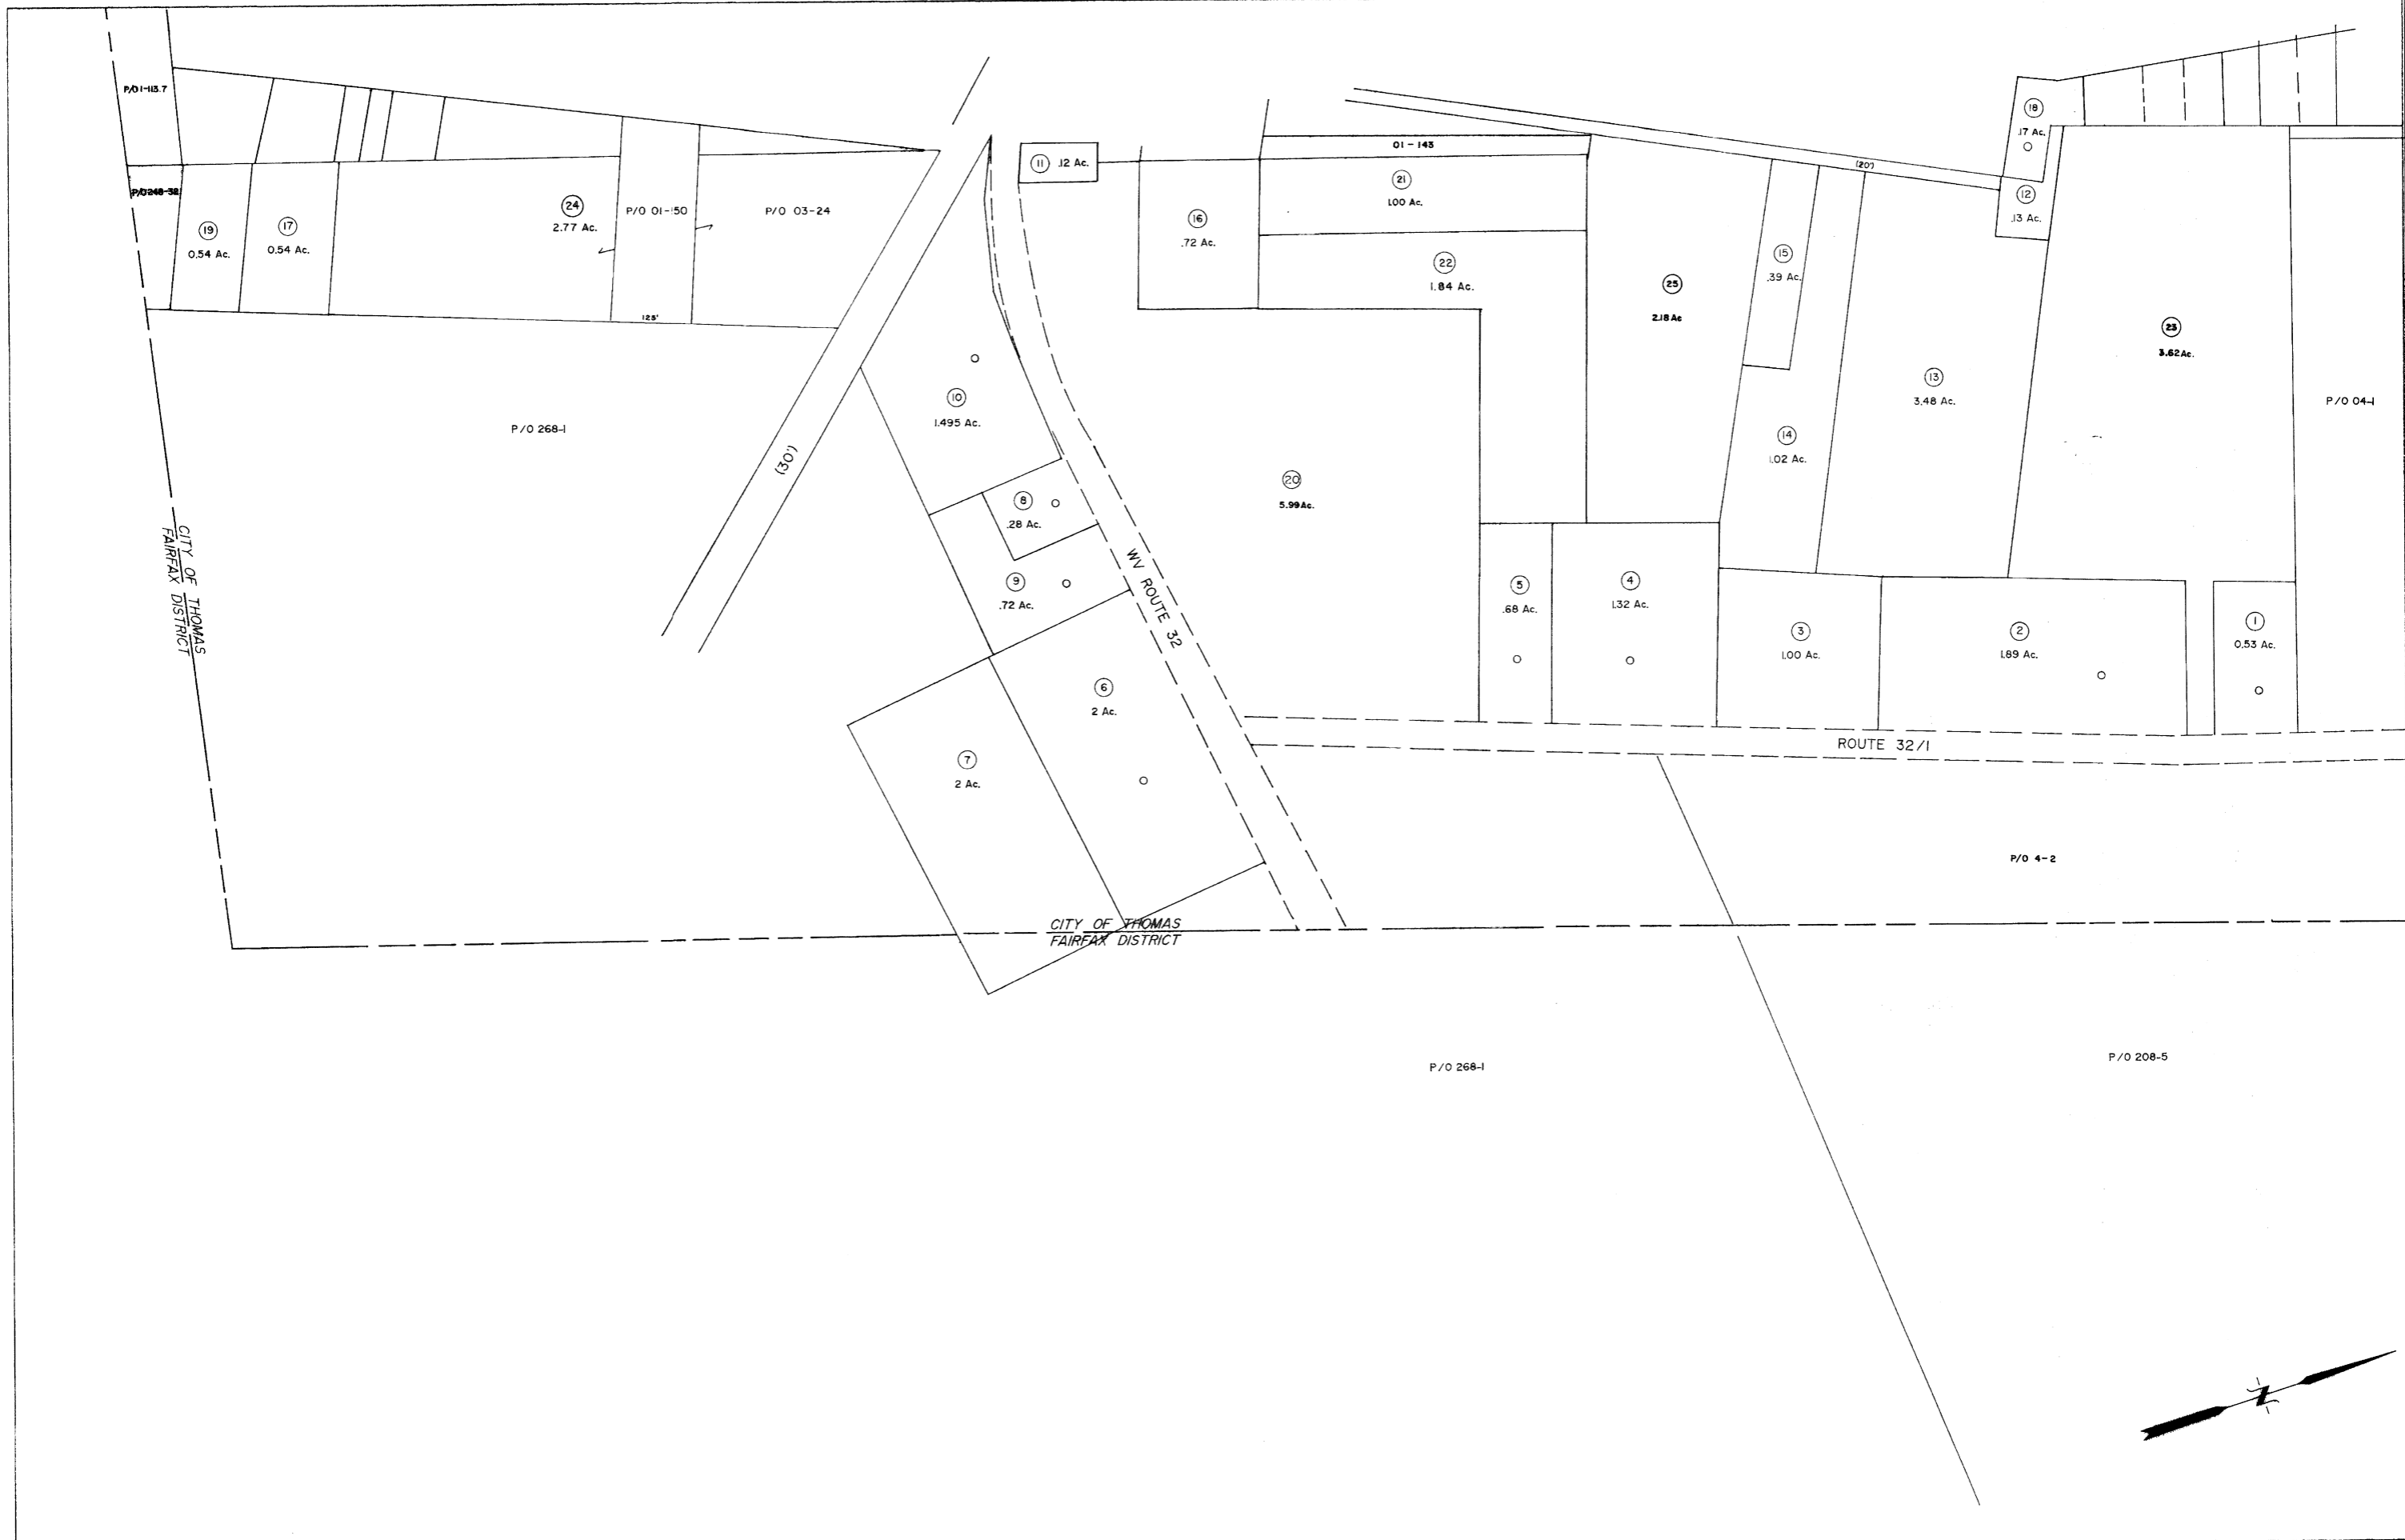 P/O 1-113.7
P/O 248-32
19
0.54 Ac.
17
0.54 Ac.
24
2.77 Ac.
P/O 01-150
P/O 03-24
125'
P/O 268-1
(30')
CITY OF THOMAS
FAIRFAX DISTRICT
11 .12 Ac.
10
1.495 Ac.
8
.28 Ac.
9
.72 Ac.
6
2 Ac.
7
2 Ac.
WV ROUTE 32
16
.72 Ac.
01-143
21
1.00 Ac.
22
1.84 Ac.
20
5.99 Ac.
25
2.18 Ac
15
.39 Ac.
14
1.02 Ac.
13
3.48 Ac.
(20')
18
.17 Ac.
12
.13 Ac.
23
3.62 Ac.
P/O 04-1
5
.68 Ac.
4
1.32 Ac.
3
1.00 Ac.
2
1.89 Ac.
1
0.53 Ac.
ROUTE 32/1
P/O 4-2
CITY OF THOMAS
FAIRFAX DISTRICT
P/O 268-1
P/O 208-5
N